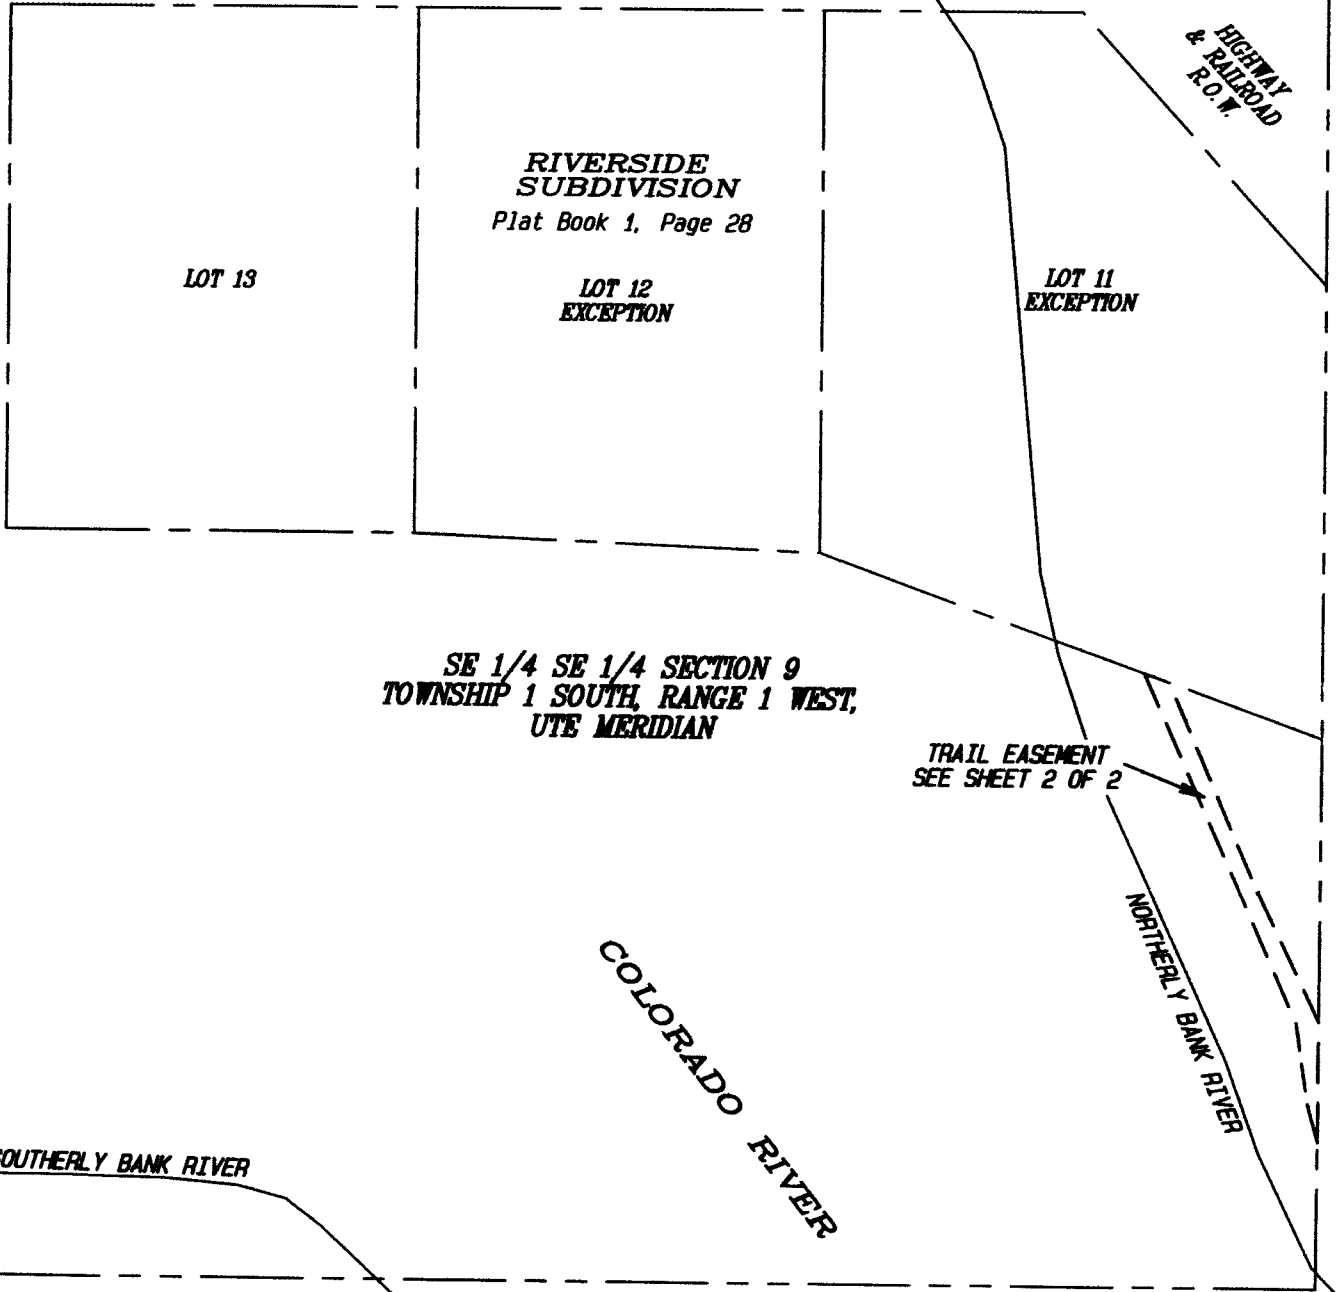 HIGHWAY
& RAILROAD
R.O.W.
RIVERSIDE
SUBDIVISION
Plat Book 1, Page 28
LOT 13
LOT 12
EXCEPTION
LOT 11
EXCEPTION
SE 1/4 SE 1/4 SECTION 9
TOWNSHIP 1 SOUTH, RANGE 1 WEST,
UTE MERIDIAN
TRAIL EASEMENT
SEE SHEET 2 OF 2
NORTHERLY BANK RIVER
COLORADO RIVER
OUTHERLY BANK RIVER